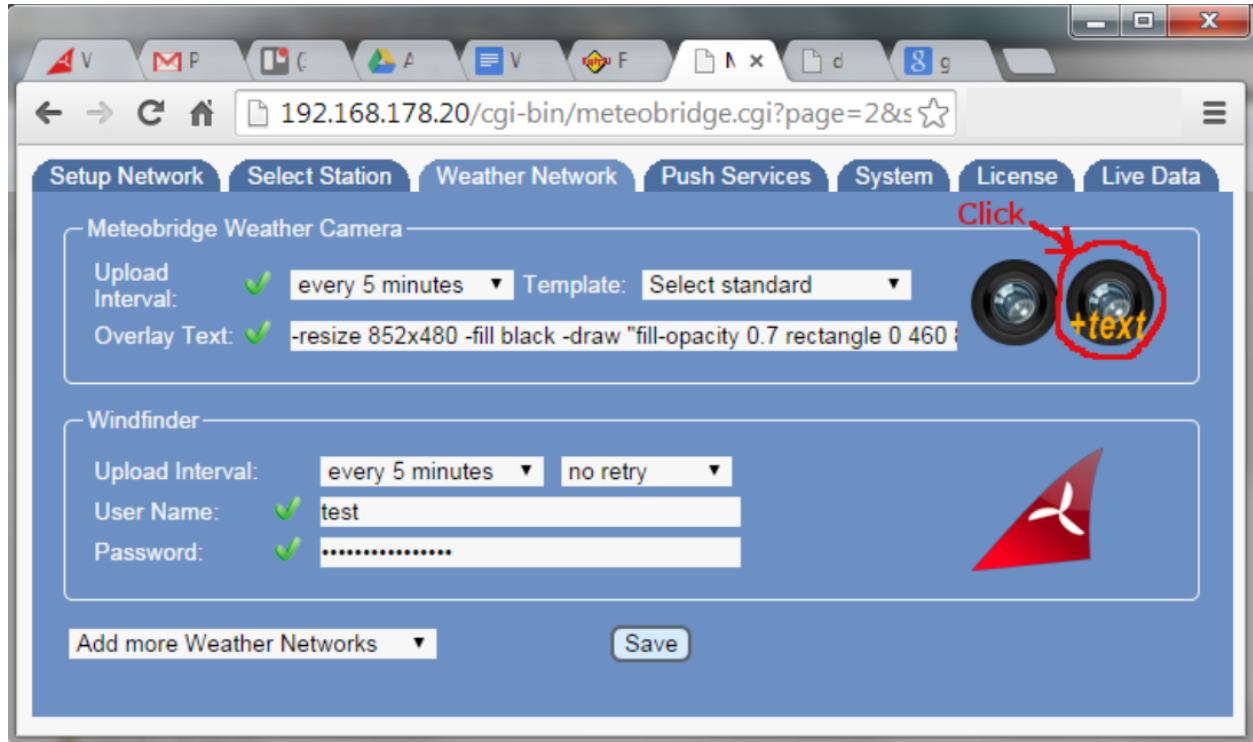 V P ( A V F N d g
192.168.178.20/cgi-bin/meteobridge.cgi?page=2&s
Setup Network Select Station Weather Network Push Services System License Live Data
Click
Meteobridge Weather Camera
Upload Interval: every 5 minutes Template: Select standard
Overlay Text: -resize 852x480 -fill black -draw "fill-opacity 0.7 rectangle 0 460
+text
Windfinder
Upload Interval: every 5 minutes no retry
User Name: test
Password: ••••••••••••••••
Add more Weather Networks Save